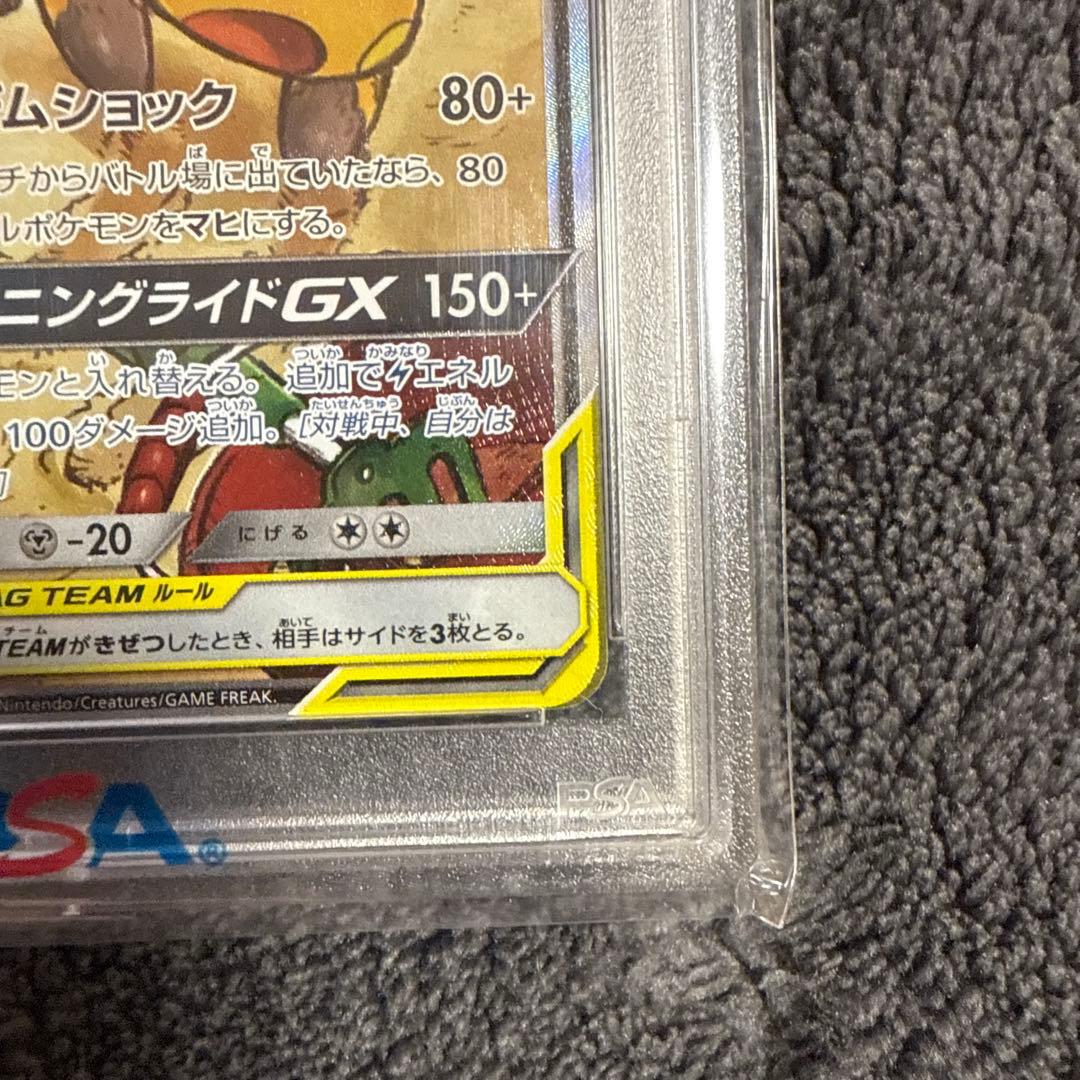 ムショック 80+
チからバトル場に出ていたなら、80
ルポケモンをマヒにする。
ニングライドGX 150+
モンと入れ替える。追加でエネル
100ダメージ追加。[対戦中、自分は
]
-20 にげる
AG TEAM ルール
TEAMがきぜつしたとき、相手はサイドを3枚とる。
Nintendo/Creatures/GAME FREAK.
PSA
PSA®